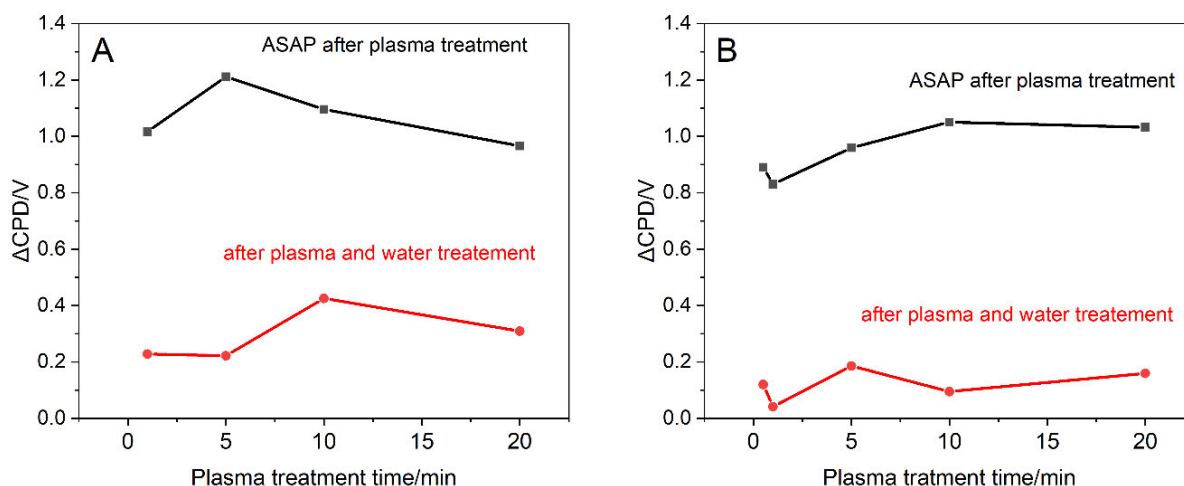 A
ASAP after plasma treatment
after plasma and water treatement
ΔCPD/V
1.4
1.2
1.0
0.8
0.6
0.4
0.2
0.0
0 5 10 15 20
Plasma treatment time/min
B
ASAP after plasma treatment
after plasma and water treatement
ΔCPD/V
1.4
1.2
1.0
0.8
0.6
0.4
0.2
0.0
0 5 10 15 20
Plasma tratment time/min